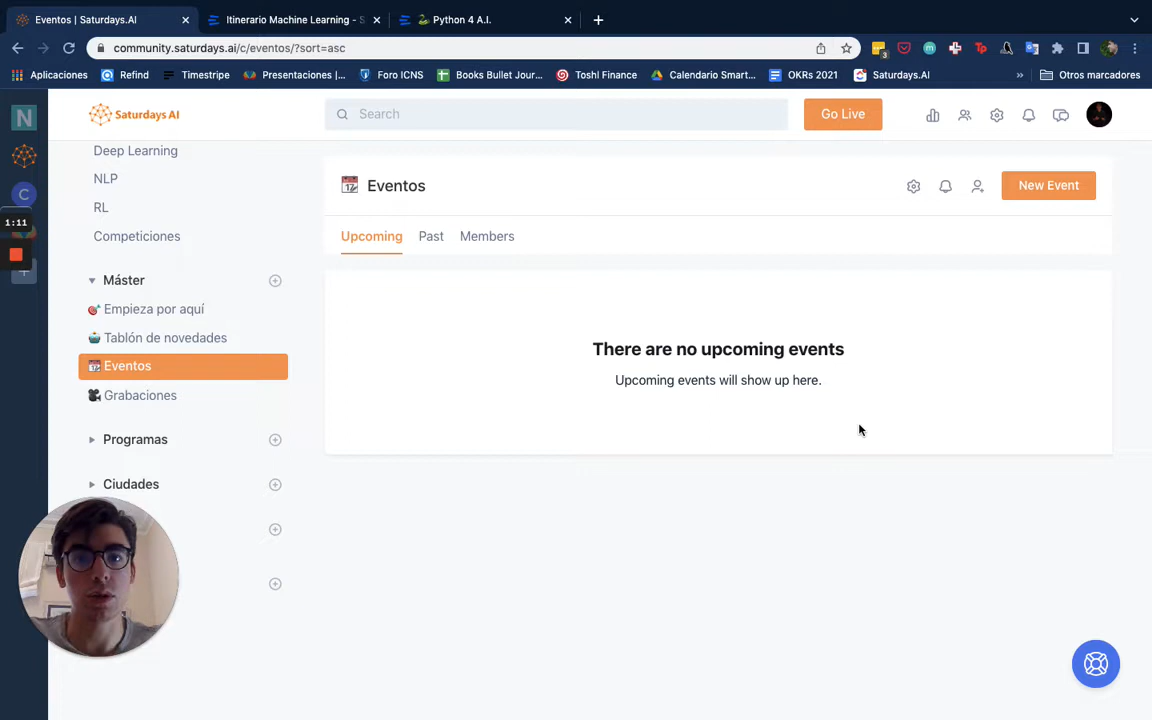 Eventos | Saturdays.AI
Itinerario Machine Learning - S
Python 4 A.I.
community.saturdays.ai/c/eventos/?sort=asc
3
Tp
Aplicaciones
Refind
Timestripe
Presentaciones |...
Foro ICNS
Books Bullet Jour...
Toshl Finance
Calendario Smart...
OKRs 2021
Saturdays.AI
»
Otros marcadores
N
C
1:11
Saturdays AI
Search
Go Live
Deep Learning
NLP
RL
Competiciones
Máster
Empieza por aquí
Tablón de novedades
Eventos
Grabaciones
Programas
Ciudades
Eventos
New Event
Upcoming
Past
Members
There are no upcoming events
Upcoming events will show up here.